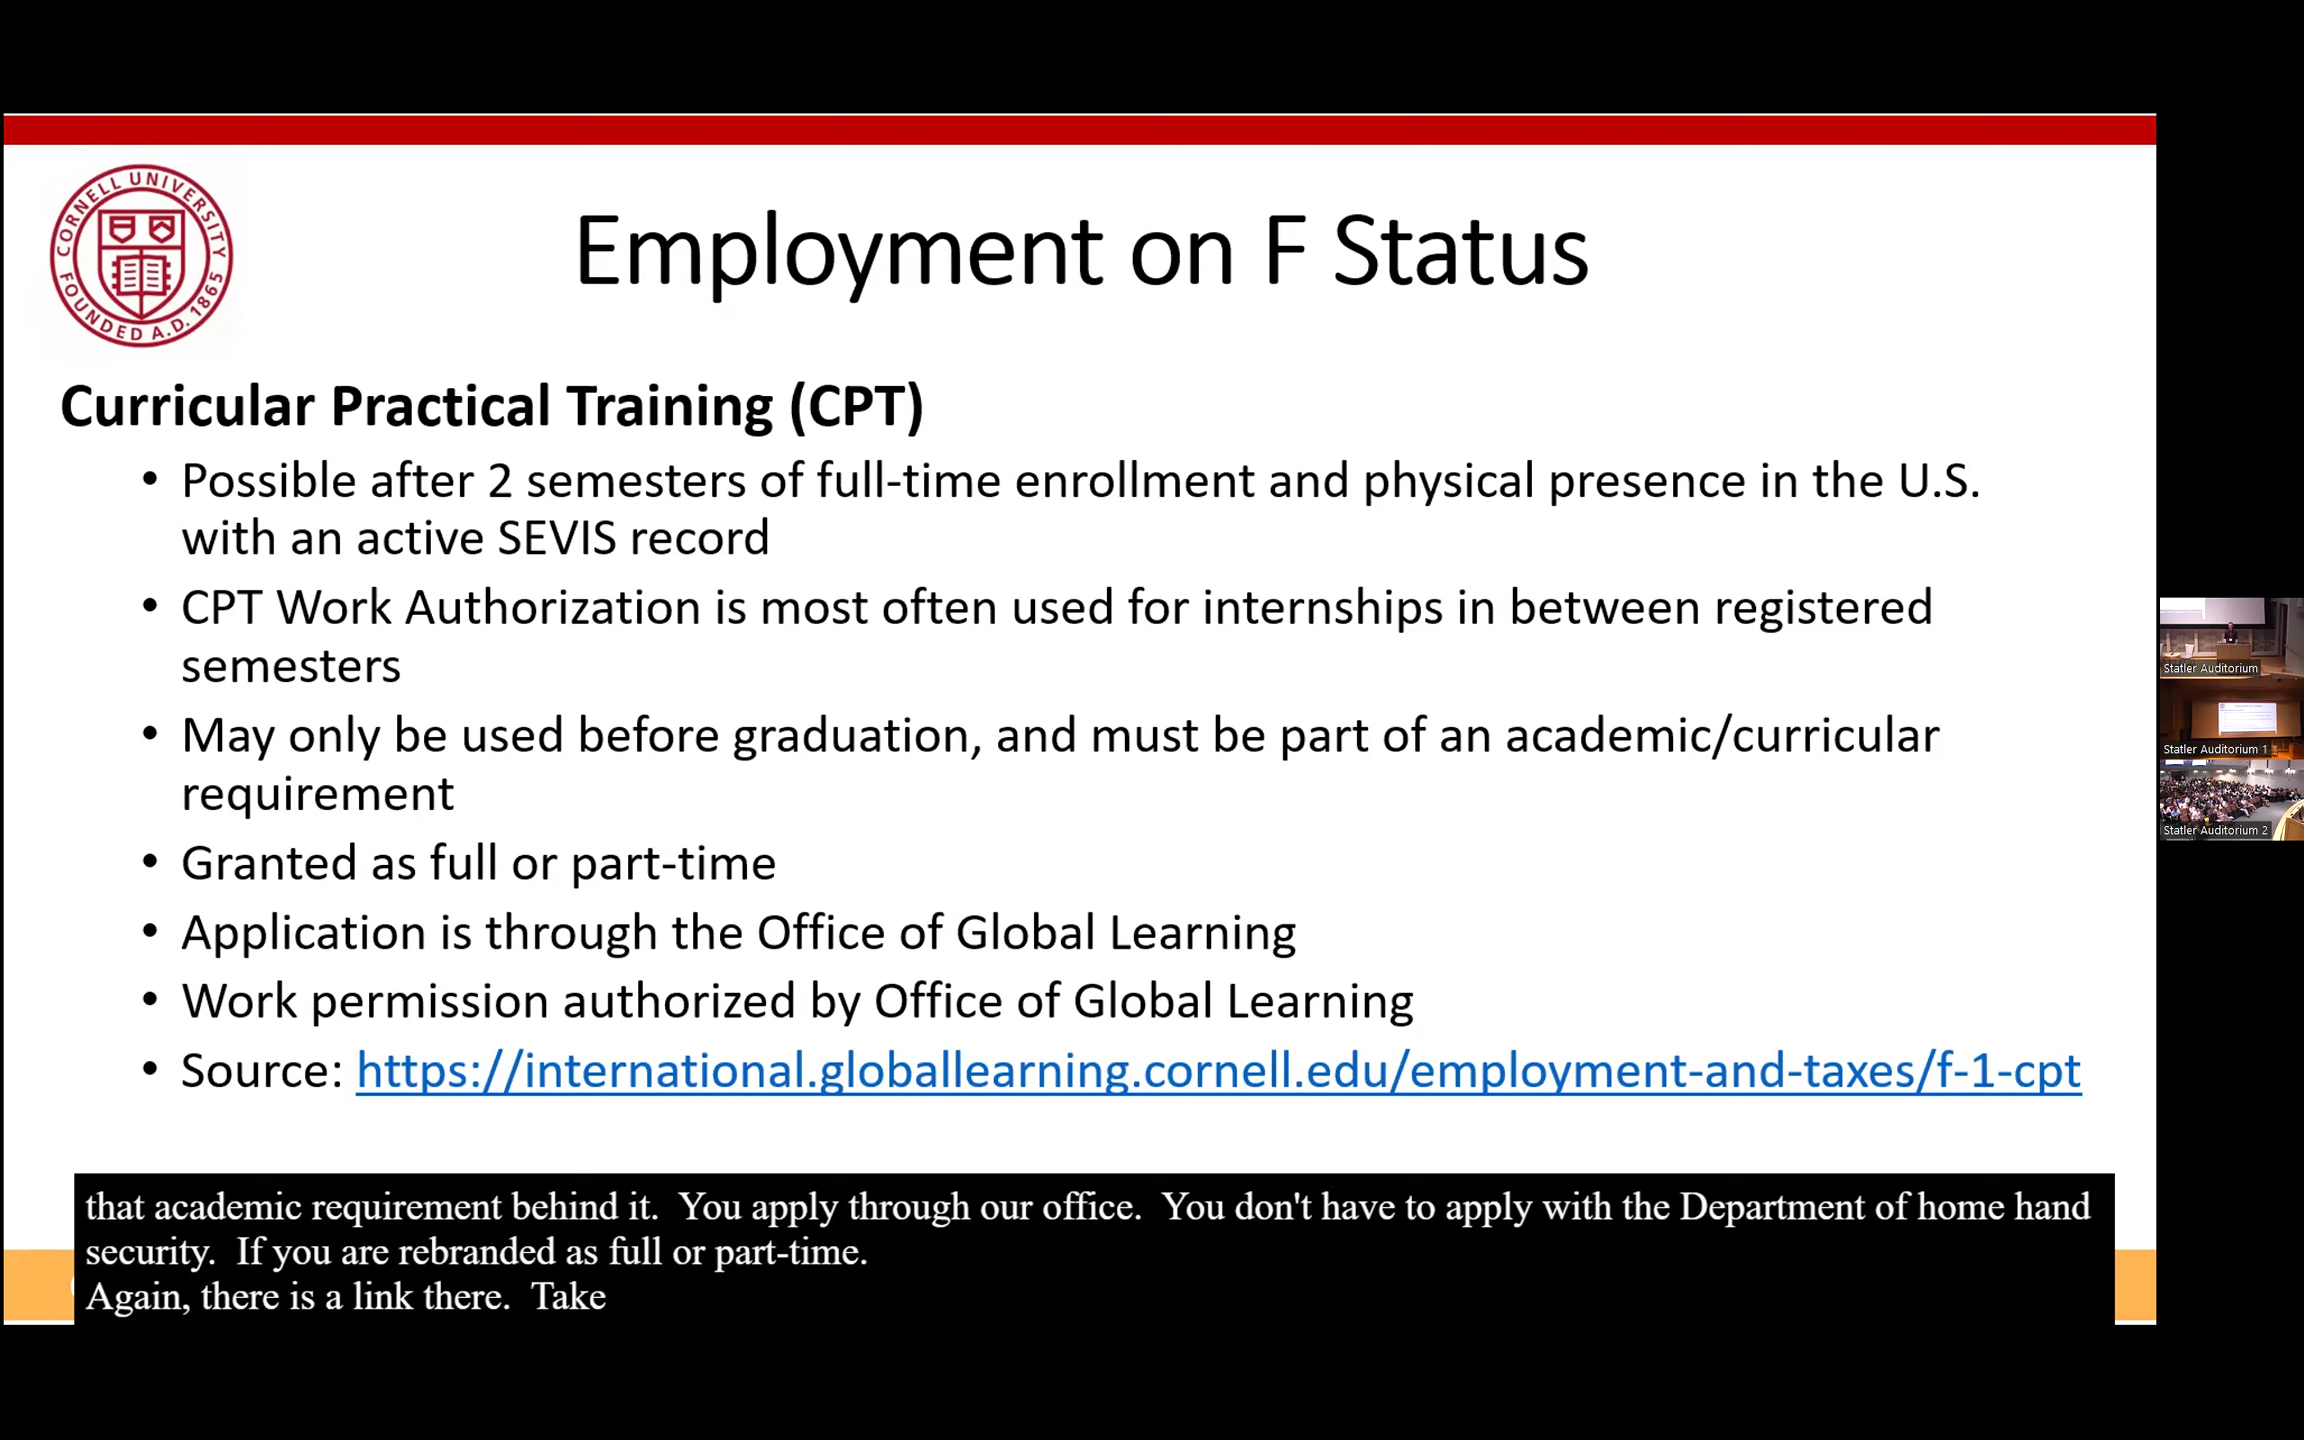 CORNELL UNIVERSITY
FOUNDED A.D. 1865
Employment on F Status
Curricular Practical Training (CPT)
• Possible after 2 semesters of full-time enrollment and physical presence in the U.S.
with an active SEVIS record
• CPT Work Authorization is most often used for internships in between registered
semesters
• May only be used before graduation, and must be part of an academic/curricular
requirement
• Granted as full or part-time
• Application is through the Office of Global Learning
• Work permission authorized by Office of Global Learning
• Source: https://international.globallearning.cornell.edu/employment-and-taxes/f-1-cpt
that academic requirement behind it.  You apply through our office.  You don't have to apply with the Department of home hand
security.  If you are rebranded as full or part-time.
Again, there is a link there.  Take
Statler Auditorium
Statler Auditorium 1
Statler Auditorium 2